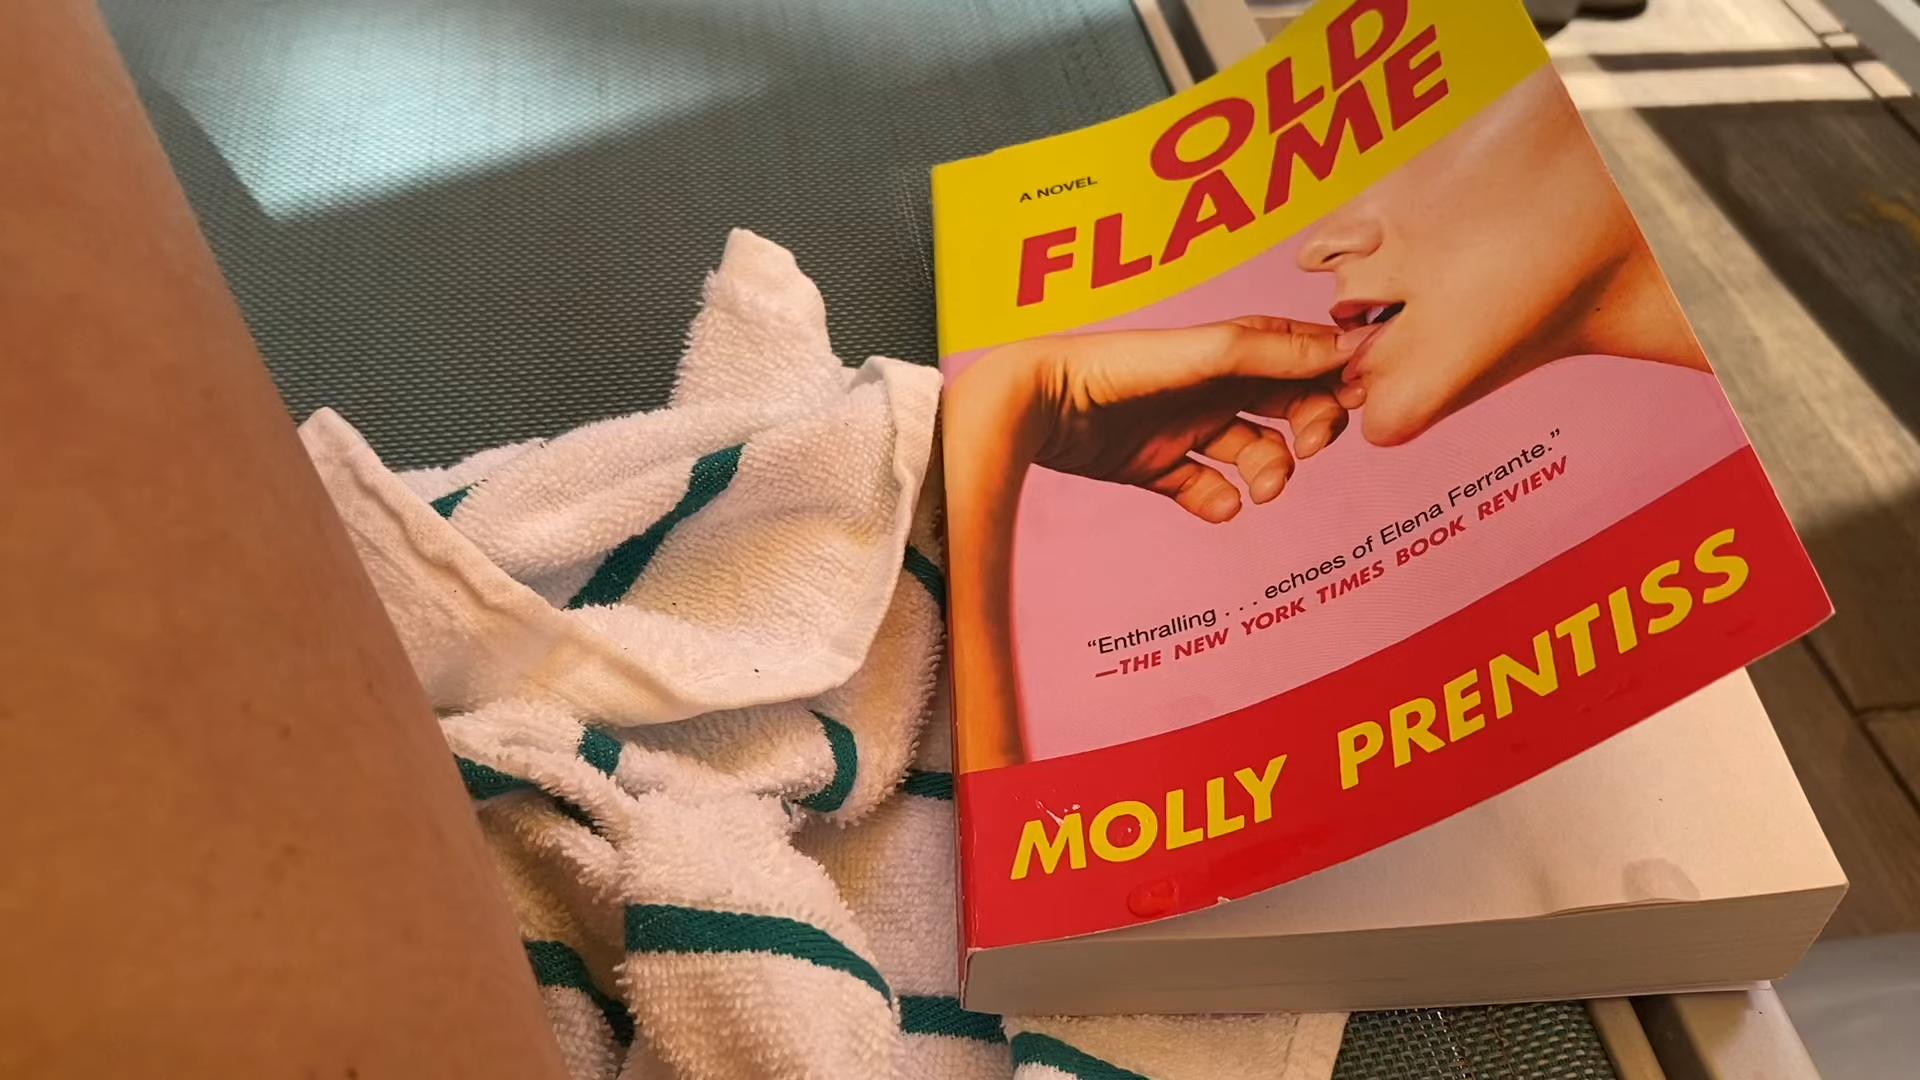 OLD
A NOVEL
FLAME
“Enthralling . . . echoes of Elena Ferrante.”
—THE NEW YORK TIMES BOOK REVIEW
MOLLY PRENTISS